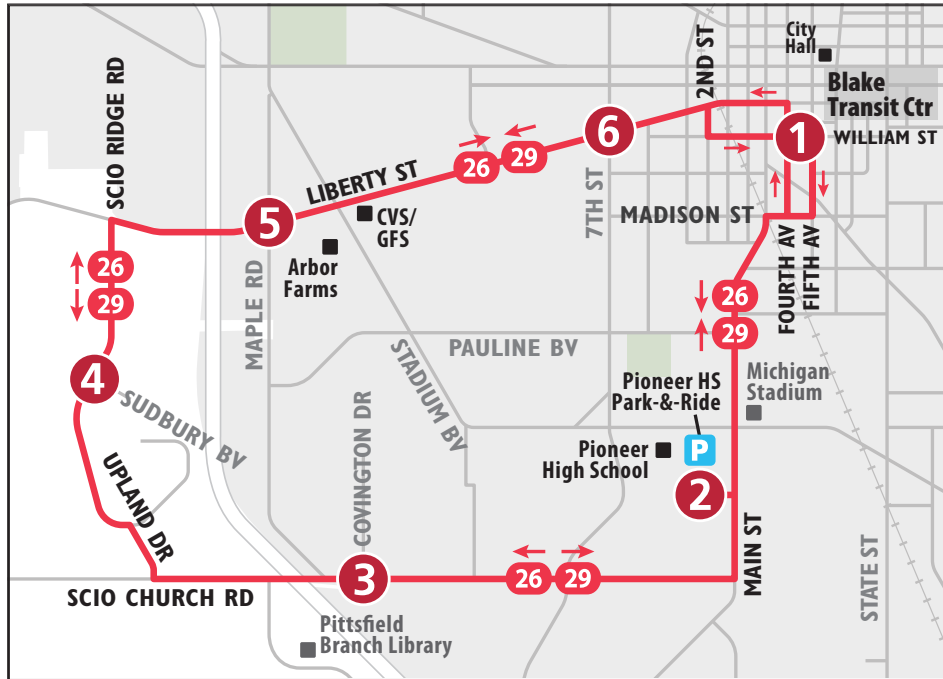 City
Hall
Blake
Transit Ctr
2ND ST
SCIO RIDGE RD
1
WILLIAM ST
6
26
29
LIBERTY ST
7TH ST
MADISON ST
5
CVS/
GFS
Arbor
Farms
FOURTH AV
FIFTH AV
26
29
MAPLE RD
26
29
PAULINE BV
4
SUDBURY BV
STADIUM BV
COVINGTON DR
Pioneer HS
Park-&-Ride
Michigan
Stadium
P
Pioneer
High School
2
UPLAND DR
MAIN ST
STATE ST
3
26
29
SCIO CHURCH RD
Pittsfield
Branch Library